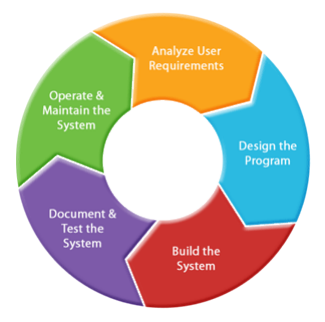 Analyze User
Requirements
Design the
Program
Build the
System
Document &
Test the
System
Operate &
Maintain the
System